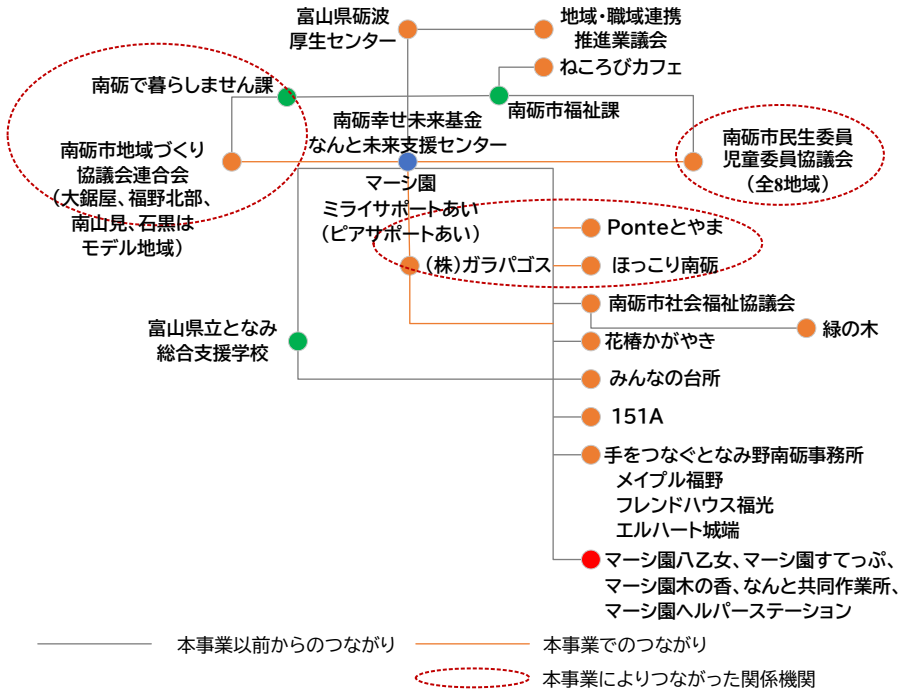 富山県砺波
厚生センター
地域・職域連携
推進業議会
ねころびカフェ
南砺で暮らしません課
南砺市福祉課
南砺幸せ未来基金
なんと未来支援センター
南砺市地域づくり
協議会連合会
（大鋸屋、福野北部、
南山見、石黒は
モデル地域）
南砺市民生委員
児童委員協議会
（全8地域）
マーシ園
ミライサポートあい
（ピアサポートあい）
（株）ガラパゴス
Ponteとやま
ほっこり南砺
南砺市社会福祉協議会
緑の木
富山県立となみ
総合支援学校
花椿かがやき
みんなの台所
151A
手をつなぐとなみ野南砺事務所
メイプル福野
フレンドハウス福光
エルハート城端
マーシ園八乙女、マーシ園すてっぷ、
マーシ園木の香、なんと共同作業所、
マーシ園ヘルパーステーション
本事業以前からのつながり
本事業でのつながり
本事業によりつながった関係機関